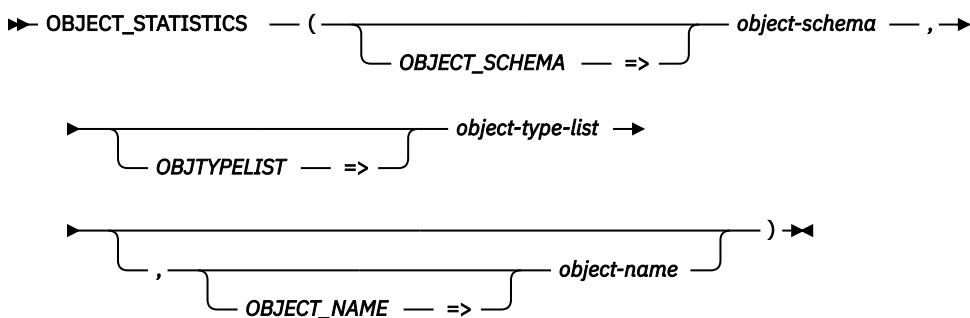 OBJECT_STATISTICS ( object-schema ,
OBJECT_SCHEMA =>
object-type-list
OBJTYPELIST =>
)
, object-name
OBJECT_NAME =>